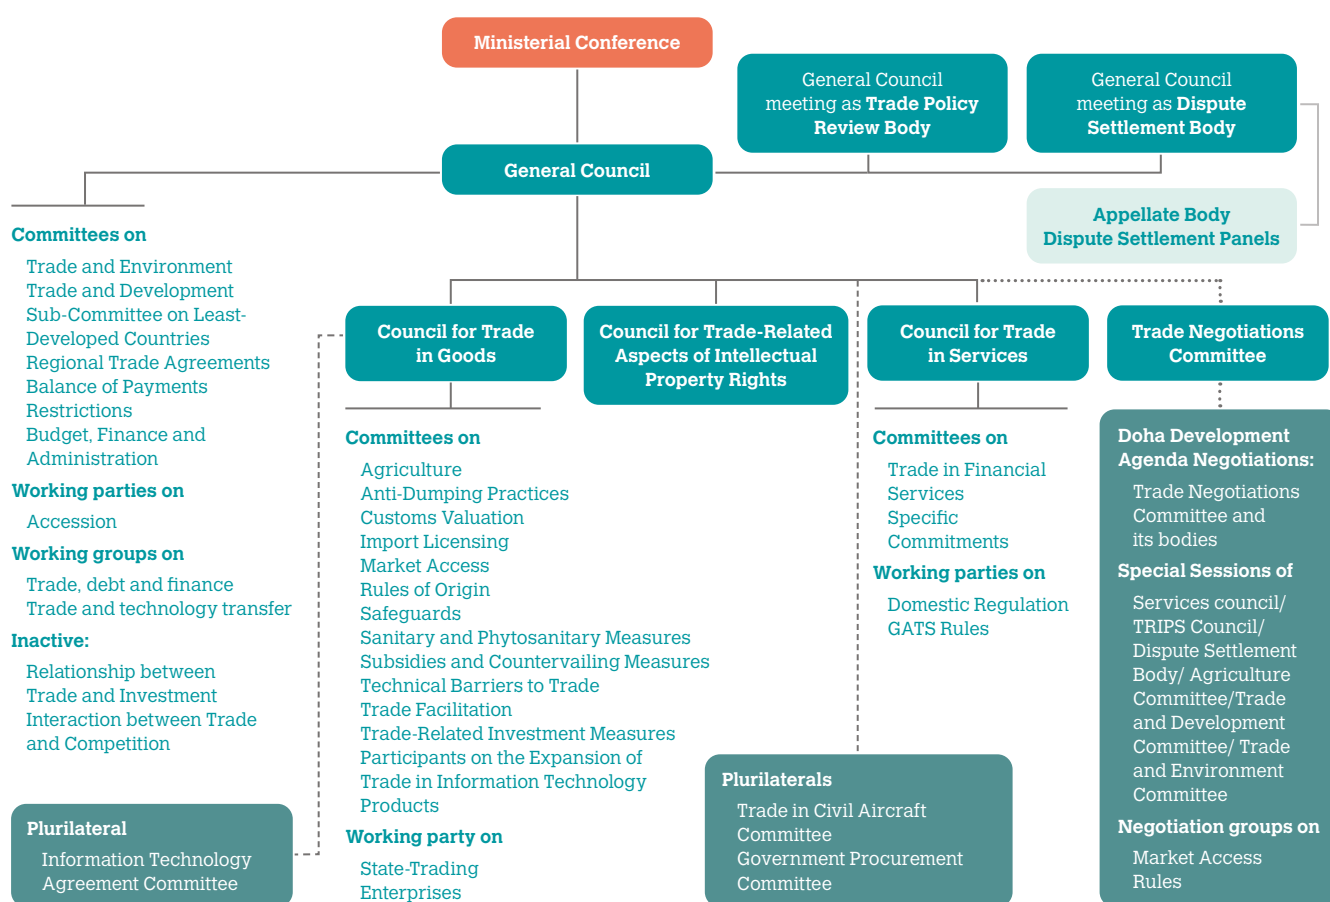 Ministerial Conference
General Council
meeting as Trade Policy
Review Body
General Council
meeting as Dispute
Settlement Body
General Council
Appellate Body
Dispute Settlement Panels
Committees on
Trade and Environment
Trade and Development
Sub-Committee on Least-
Developed Countries
Regional Trade Agreements
Balance of Payments
Restrictions
Budget, Finance and
Administration
Working parties on
Accession
Working groups on
Trade, debt and finance
Trade and technology transfer
Inactive:
Relationship between
Trade and Investment
Interaction between Trade
and Competition
Plurilateral
Information Technology
Agreement Committee
Council for Trade
in Goods
Committees on
Agriculture
Anti-Dumping Practices
Customs Valuation
Import Licensing
Market Access
Rules of Origin
Safeguards
Sanitary and Phytosanitary Measures
Subsidies and Countervailing Measures
Technical Barriers to Trade
Trade Facilitation
Trade-Related Investment Measures
Participants on the Expansion of
Trade in Information Technology
Products
Working party on
State-Trading
Enterprises
Council for Trade-Related
Aspects of Intellectual
Property Rights
Plurilaterals
Trade in Civil Aircraft
Committee
Government Procurement
Committee
Council for Trade
in Services
Committees on
Trade in Financial
Services
Specific
Commitments
Working parties on
Domestic Regulation
GATS Rules
Trade Negotiations
Committee
Doha Development
Agenda Negotiations:
Trade Negotiations
Committee and
its bodies
Special Sessions of
Services council/
TRIPS Council/
Dispute Settlement
Body/ Agriculture
Committee/Trade
and Development
Committee/ Trade
and Environment
Committee
Negotiation groups on
Market Access
Rules